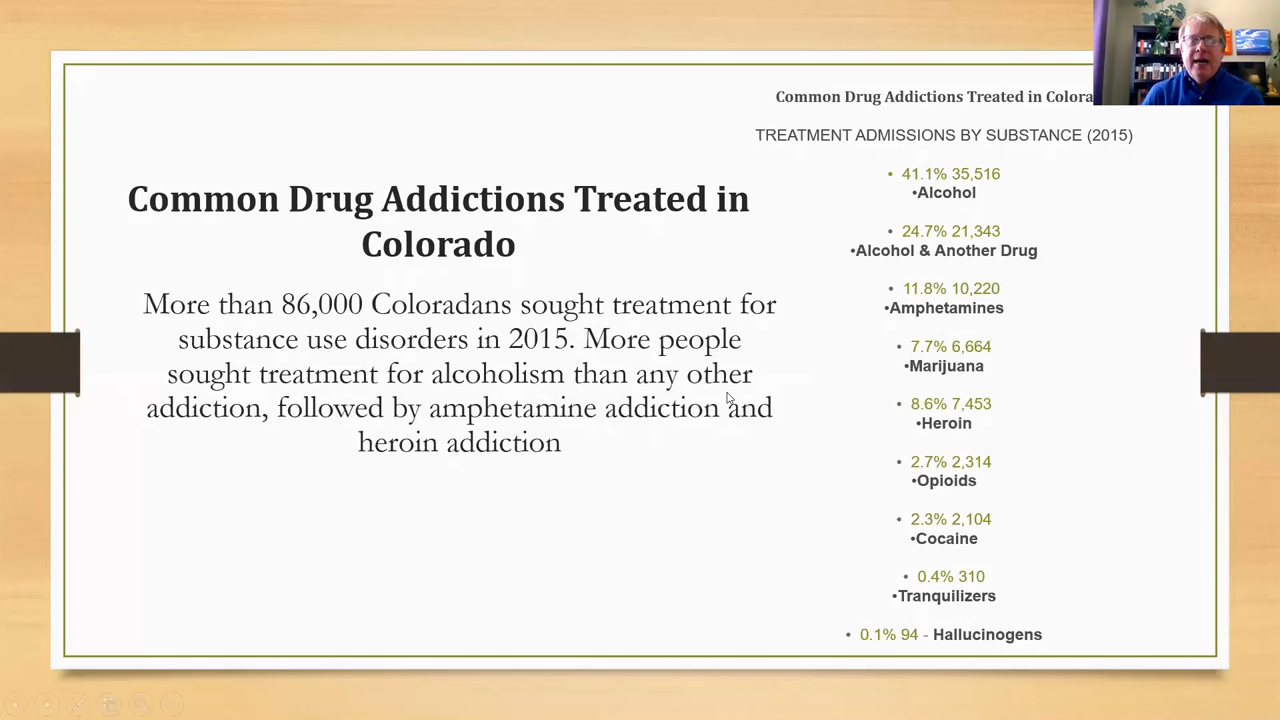 Common Drug Addictions Treated in
Colorado
More than 86,000 Coloradans sought treatment for
substance use disorders in 2015. More people
sought treatment for alcoholism than any other
addiction, followed by amphetamine addiction and
heroin addiction
Common Drug Addictions Treated in Colora
TREATMENT ADMISSIONS BY SUBSTANCE (2015)
• 41.1% 35,516
•Alcohol
• 24.7% 21,343
•Alcohol & Another Drug
• 11.8% 10,220
•Amphetamines
• 7.7% 6,664
•Marijuana
• 8.6% 7,453
•Heroin
• 2.7% 2,314
•Opioids
• 2.3% 2,104
•Cocaine
• 0.4% 310
•Tranquilizers
• 0.1% 94 - Hallucinogens